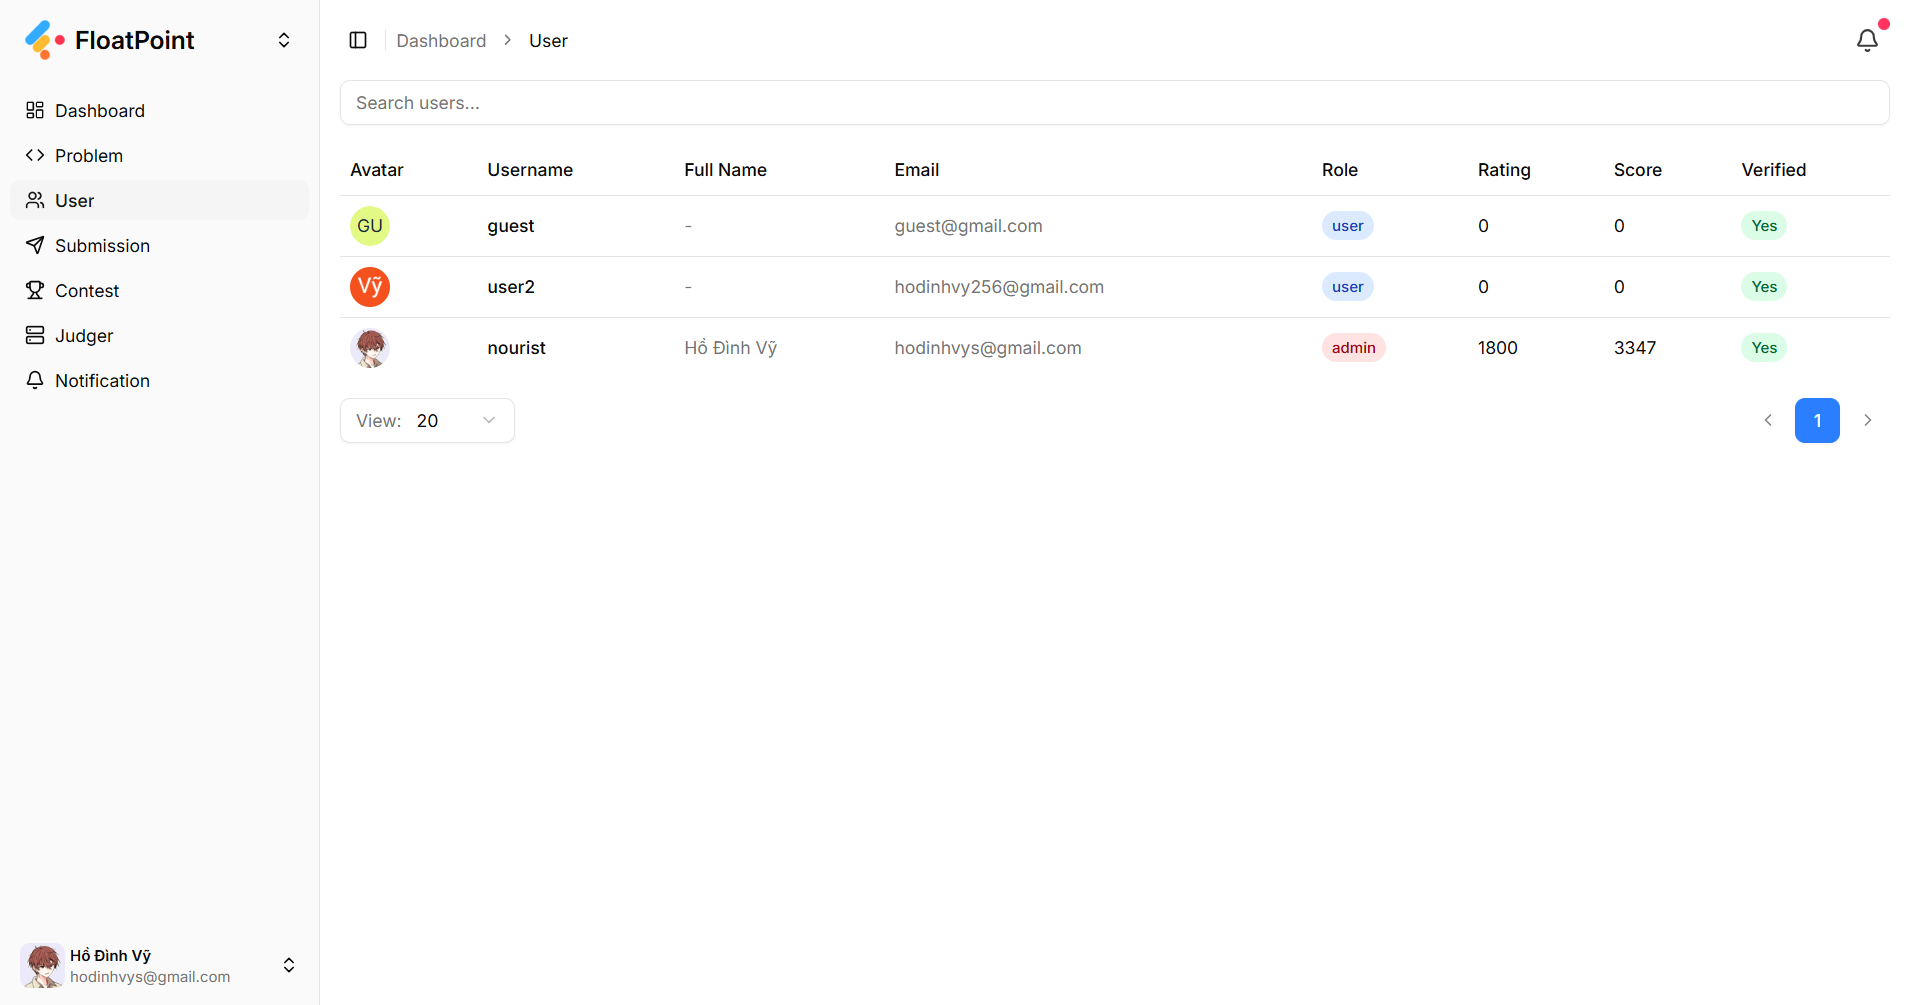 FloatPoint
Dashboard
Problem
User
Submission
Contest
Judger
Notification
Hồ Đình Vỹ
hodinhvys@gmail.com
Dashboard User
Search users...
Avatar Username Full Name Email Role Rating Score Verified
GU guest - guest@gmail.com user 0 0 Yes
Vỹ user2 - hodinhvy256@gmail.com user 0 0 Yes
nourist Hồ Đình Vỹ hodinhvys@gmail.com admin 1800 3347 Yes
View: 20 1